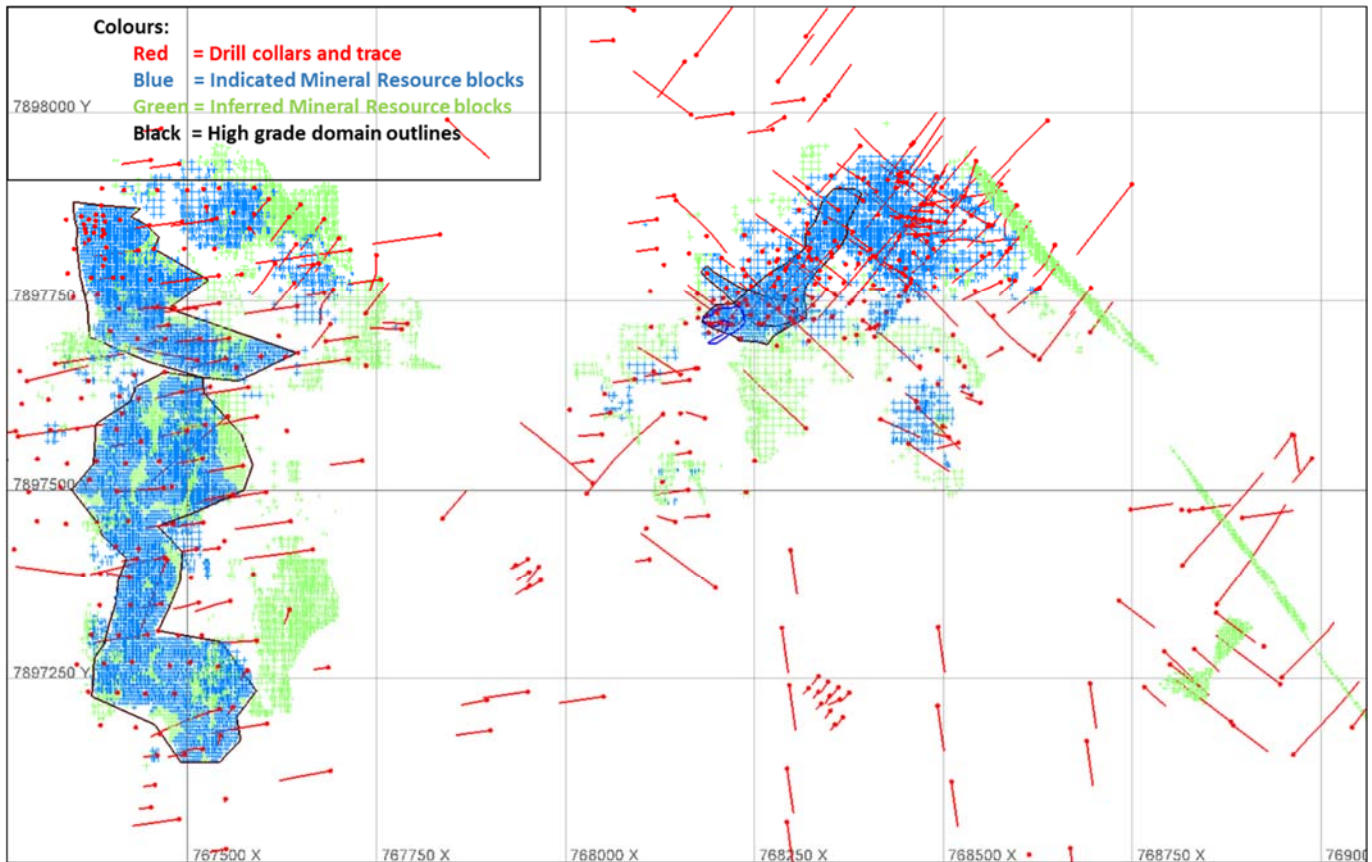 Colours:
Red = Drill collars and trace
Blue = Indicated Mineral Resource blocks
Green = Inferred Mineral Resource blocks
Black = High grade domain outlines
7898000 Y
7897750
7897500 Y
7897250 Y
767500 X
767750 X
768000 X
768250 X
768500 X
768750 X
76900